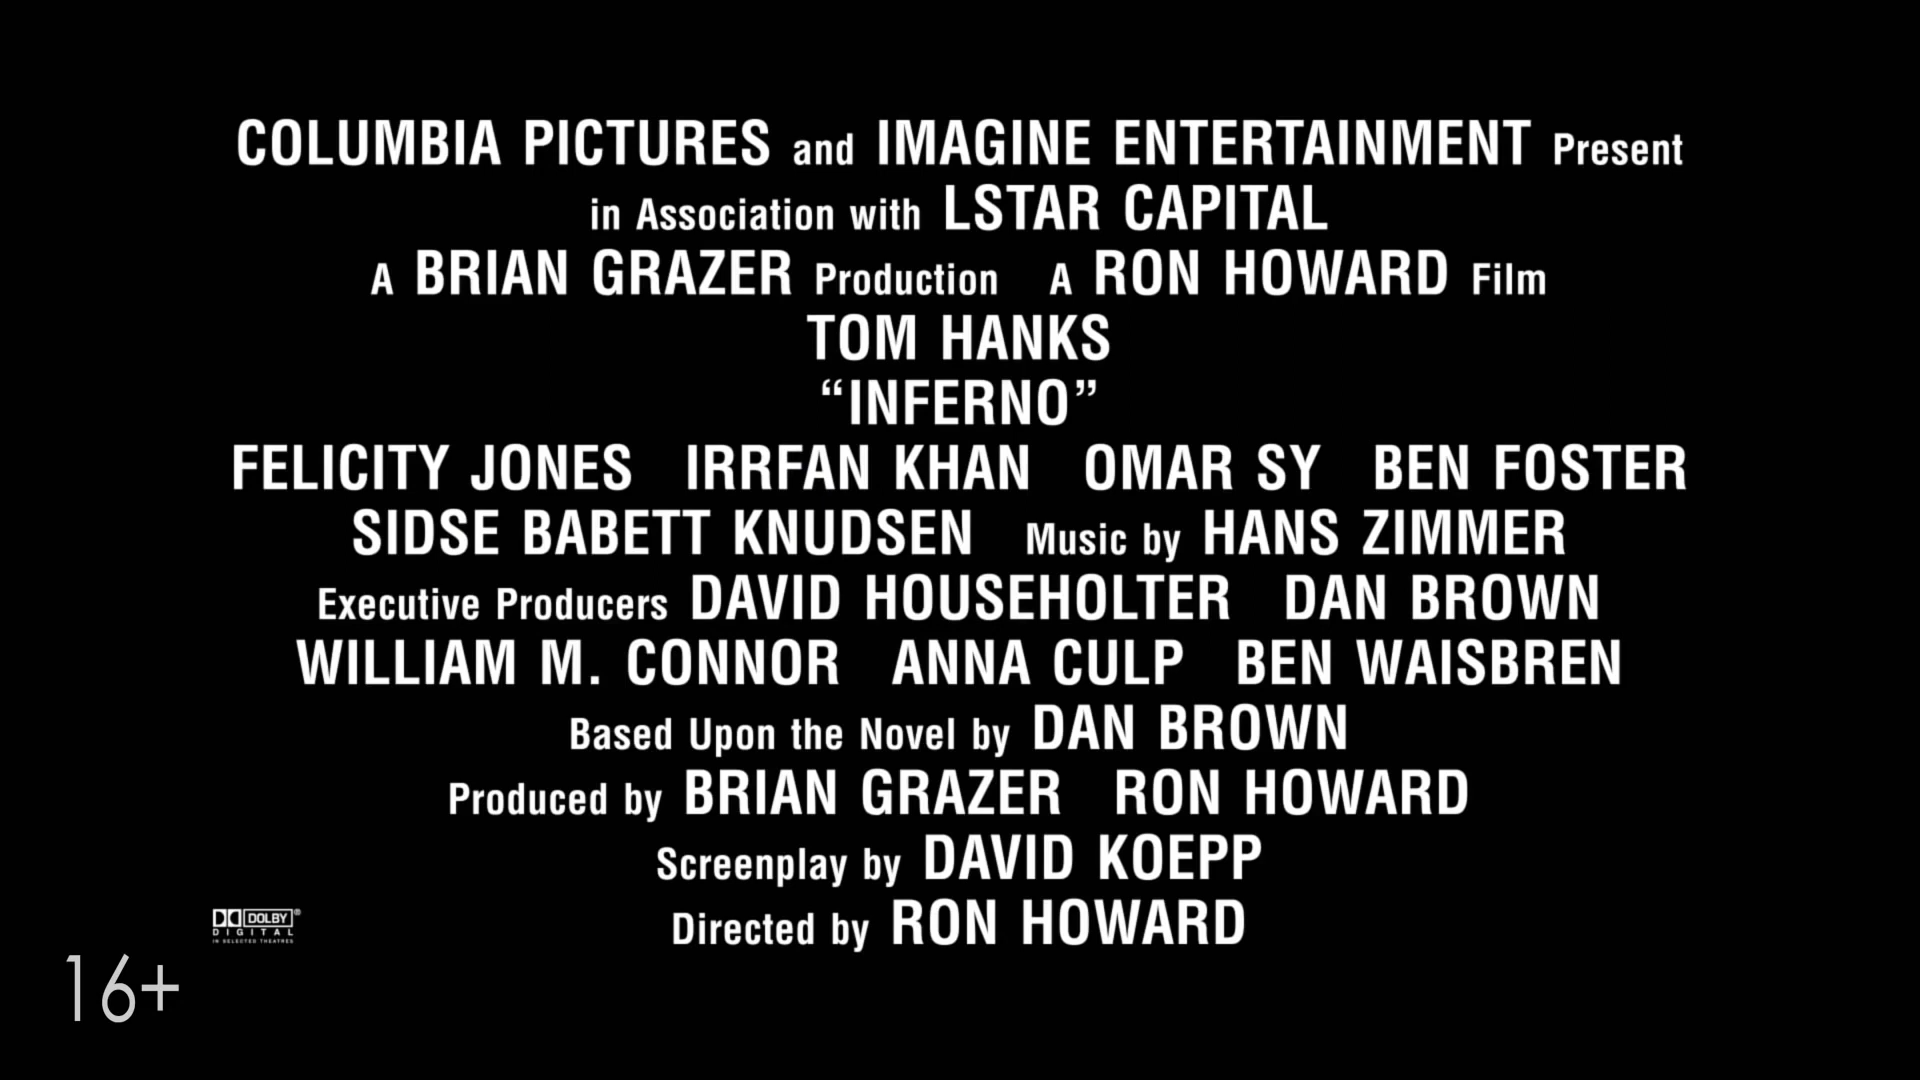 COLUMBIA PICTURES and IMAGINE ENTERTAINMENT Present
in Association with LSTAR CAPITAL
A BRIAN GRAZER Production A RON HOWARD Film
TOM HANKS
“INFERNO”
FELICITY JONES IRRFAN KHAN OMAR SY BEN FOSTER
SIDSE BABETT KNUDSEN Music by HANS ZIMMER
Executive Producers DAVID HOUSEHOLTER DAN BROWN
WILLIAM M. CONNOR ANNA CULP BEN WAISBREN
Based Upon the Novel by DAN BROWN
Produced by BRIAN GRAZER RON HOWARD
Screenplay by DAVID KOEPP
Directed by RON HOWARD
DOLBY®
DIGITAL
IN SELECTED THEATRES
16+